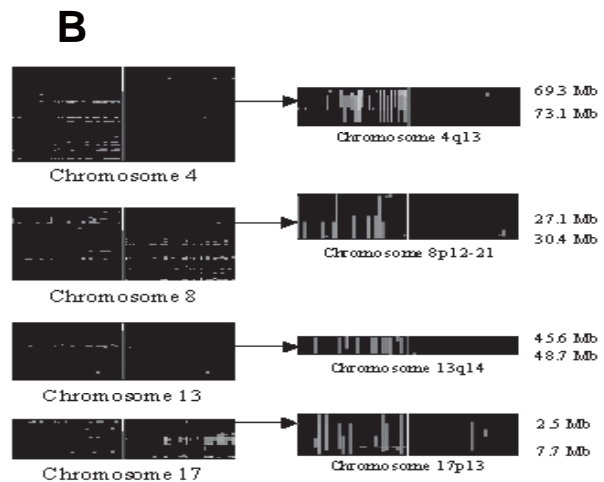 B
69.3 Mb
73.1 Mb
Chromosome 4q13
Chromosome 4
27.1 Mb
30.4 Mb
Chromosome 8p12-21
Chromosome 8
45.6 Mb
48.7 Mb
Chromosome 13q14
Chromosome 13
2.5 Mb
7.7 Mb
Chromosome 17p13
Chromosome 17